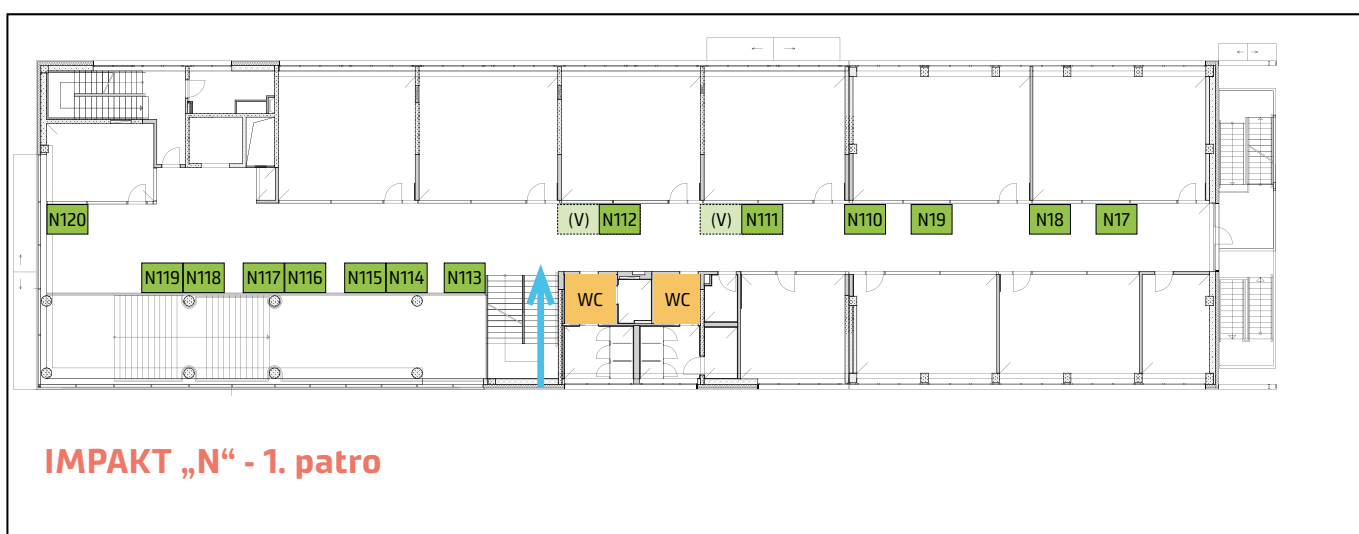 (V) N112 (V) N111 N110 N19 N18 N17
N120
N119 N118 N117 N116 N115 N114 N113
WC WC
IMPAKT „N“ - 1. patro